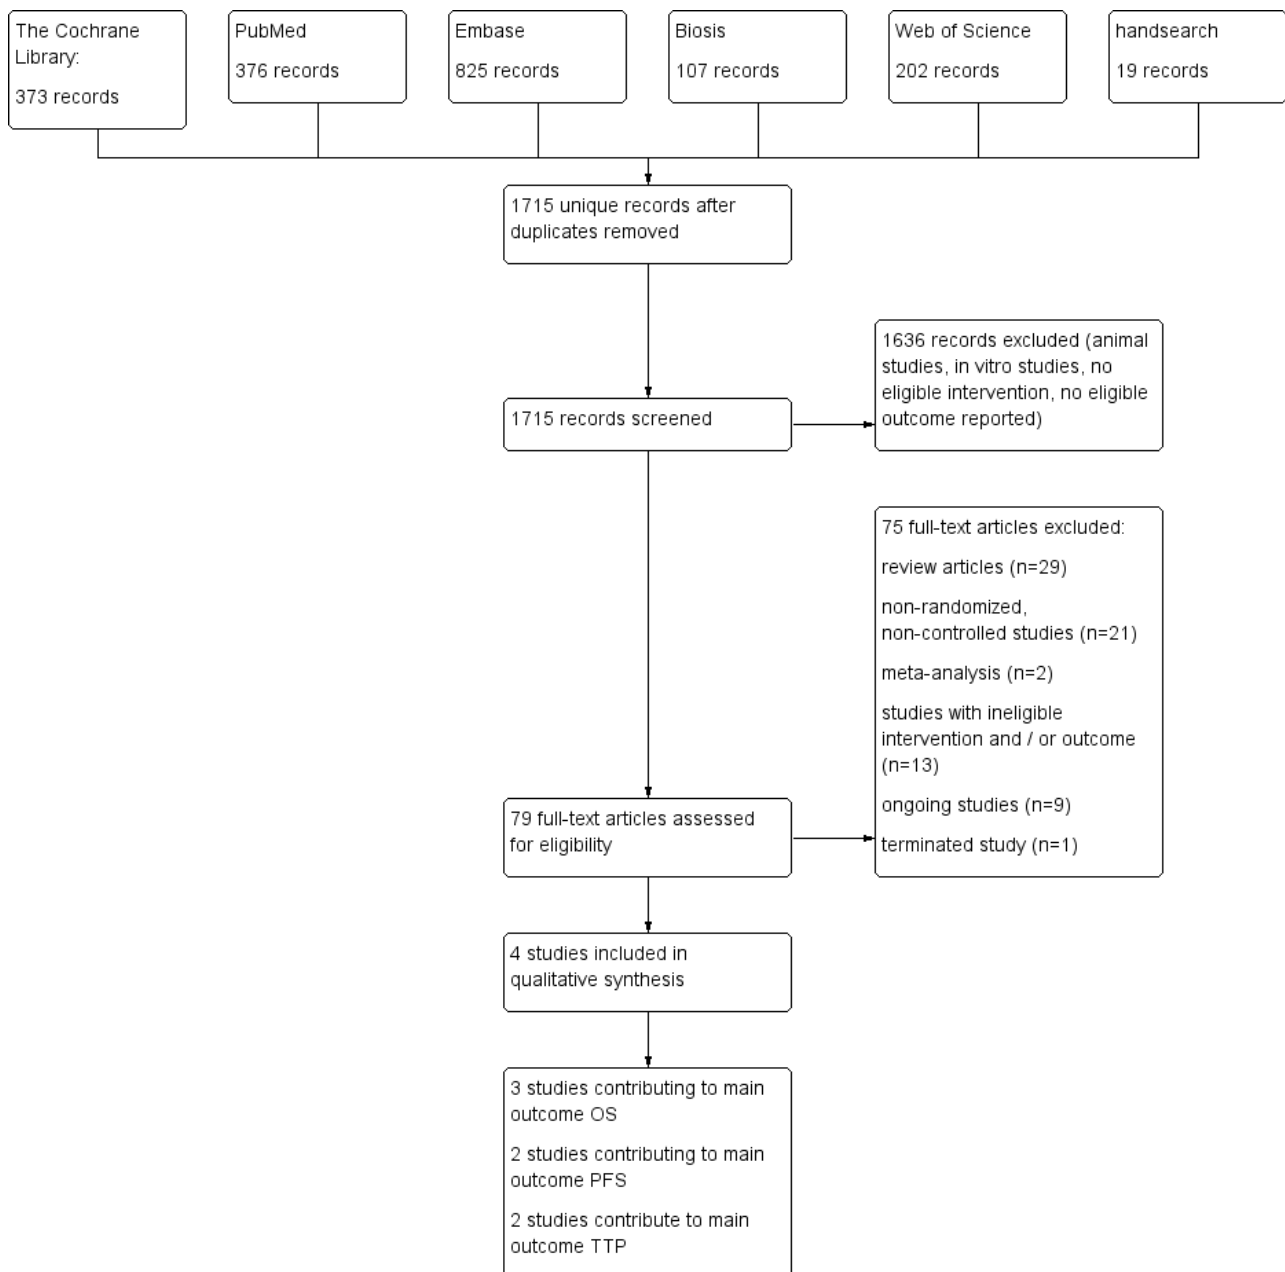 The Cochrane
Library:
373 records
PubMed
376 records
Embase
825 records
Biosis
107 records
Web of Science
202 records
handsearch
19 records
1715 unique records after
duplicates removed
1636 records excluded (animal
studies, in vitro studies, no
eligible intervention, no eligible
outcome reported)
1715 records screened
75 full-text articles excluded:
review articles (n=29)
non-randomized,
non-controlled studies (n=21)
meta-analysis (n=2)
studies with ineligible
intervention and / or outcome
(n=13)
ongoing studies (n=9)
terminated study (n=1)
79 full-text articles assessed
for eligibility
4 studies included in
qualitative synthesis
3 studies contributing to main
outcome OS
2 studies contributing to main
outcome PFS
2 studies contribute to main
outcome TTP